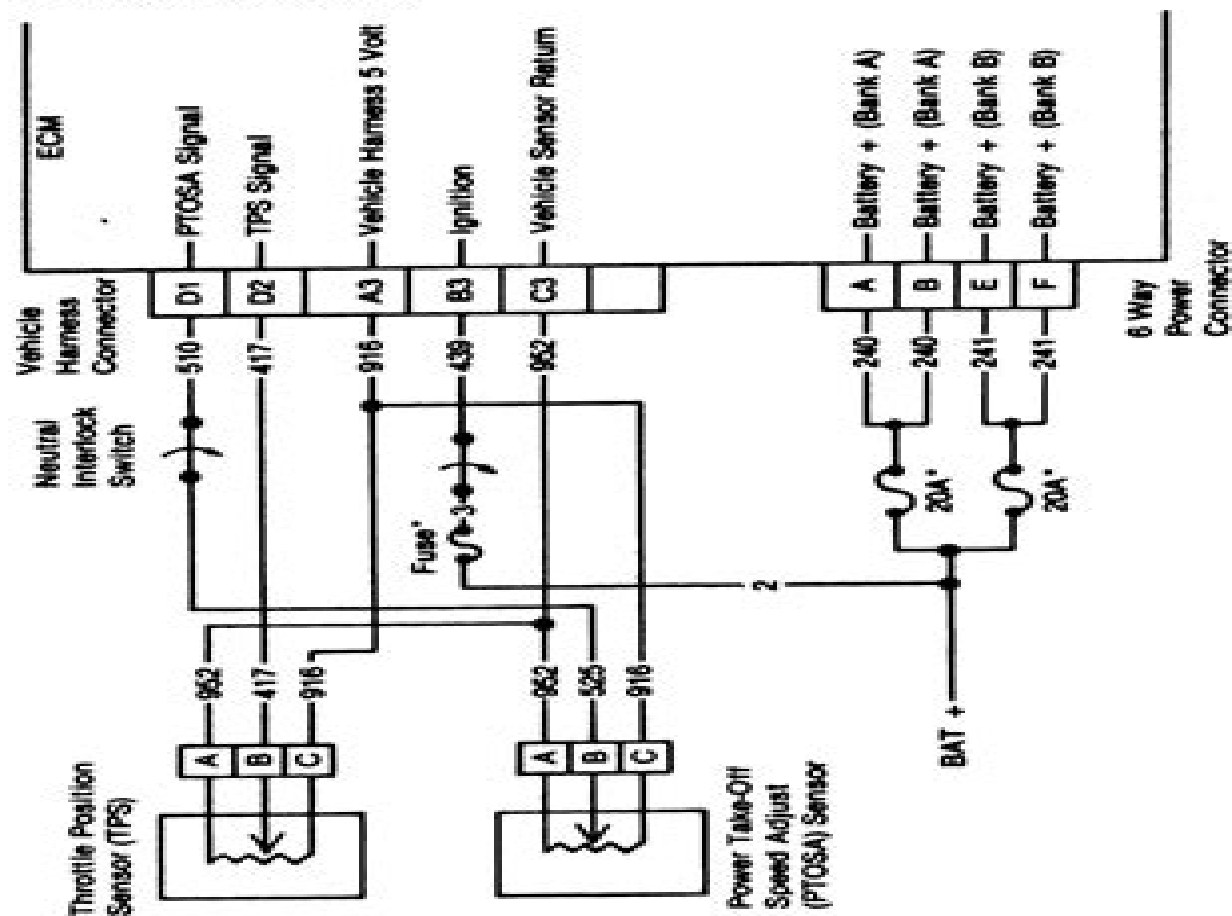 ECM
PTOSA Signal
TPS Signal
Vehicle Harness 5 Volt
Ignition
Vehicle Sensor Return
Battery + (Bank A)
Battery + (Bank A)
Battery + (Bank B)
Battery + (Bank B)
Vehicle
Harness
Connector
D1
D2
A3
B3
C3
A
B
E
F
6 Way
Power
Connector
510
417
916
439
952
240
240
241
241
Neutral
Interlock
Switch
Fuse*
3
20A*
20A*
2
952
417
916
952
525
916
BAT +
A
B
C
A
B
C
Throttle Position
Sensor (TPS)
Power Take-Off
Speed Adjust
(PTOSA) Sensor